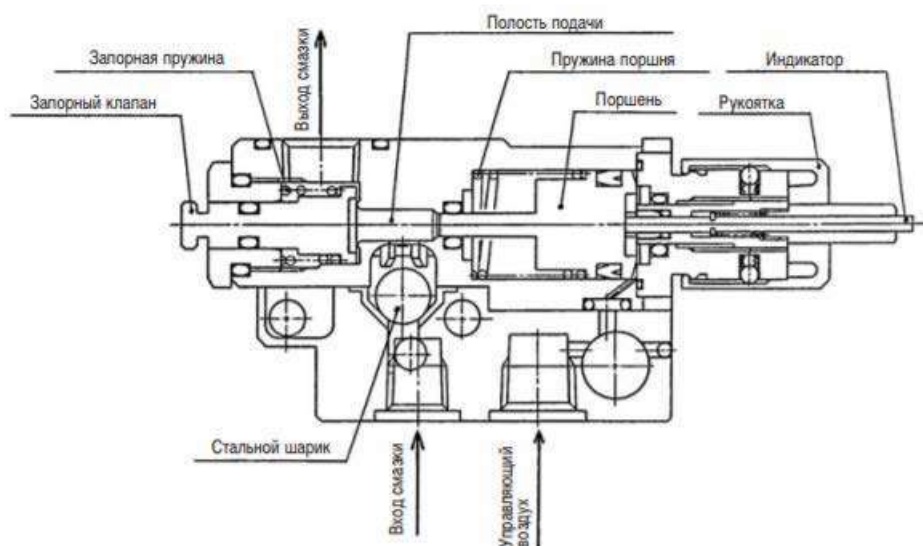 Полость подачи
Запорная пружина
Пружина поршня
Индикатор
Запорный клапан
Выход смазки
Поршень
Рукоятка
Стальной шарик
Вход смазки
Управляющий
воздух